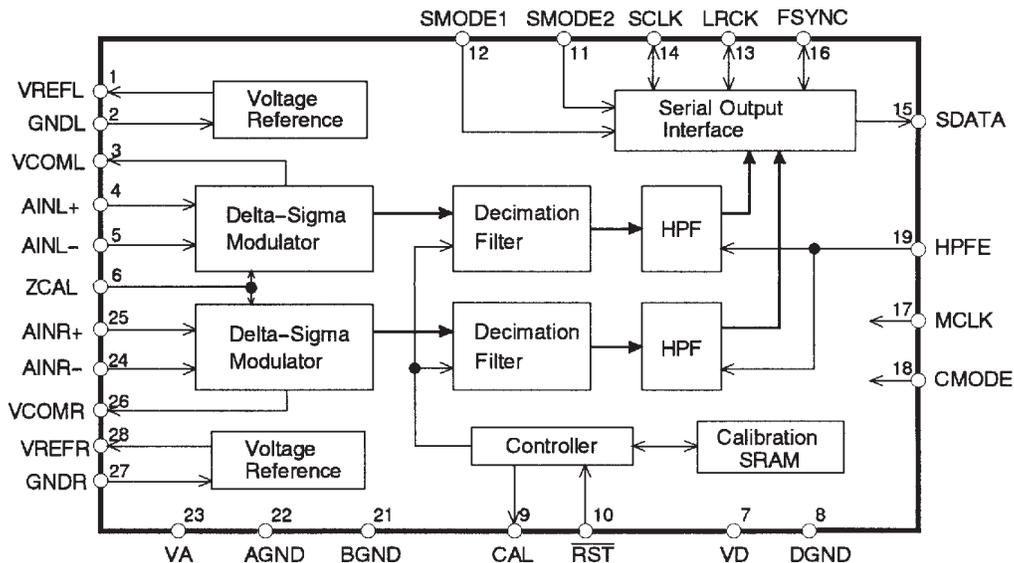 SMODE1 SMODE2 SCLK LRCK FSYNC
12 11 14 13 16
VREFL 1
GNDL 2
VCOML 3
AINL+ 4
AINL- 5
ZCAL 6
AINR+ 25
AINR- 24
VCOMR 26
VREFR 28
GNDR 27
Voltage
Reference
Serial Output
Interface
15 SDATA
Delta-Sigma
Modulator
Decimation
Filter
HPF
19 HPFE
Delta-Sigma
Modulator
Decimation
Filter
HPF
17 MCLK
18 CMODE
Voltage
Reference
Controller
Calibration
SRAM
23 22 21 9 10 7 8
VA AGND BGND CAL RST VD DGND